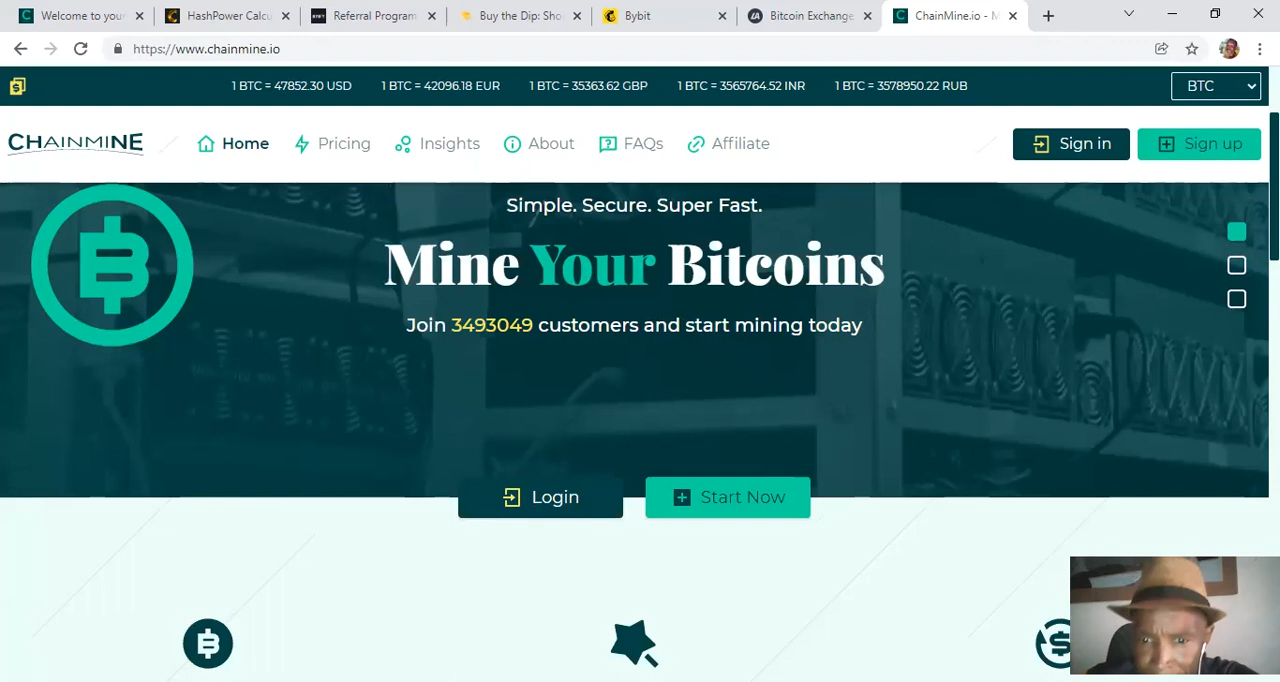 Welcome to your
HashPower Calcu
Referral Program
Buy the Dip: Sho
Bybit
Bitcoin Exchange
ChainMine.io - M
https://www.chainmine.io
1 BTC = 47852.30 USD
1 BTC = 42096.18 EUR
1 BTC = 35363.62 GBP
1 BTC = 3565764.52 INR
1 BTC = 3578950.22 RUB
BTC
CHAINMINE
Home
Pricing
Insights
About
FAQs
Affiliate
Sign in
Sign up
Simple. Secure. Super Fast.
Mine Your Bitcoins
Join 3493049 customers and start mining today
Login
Start Now